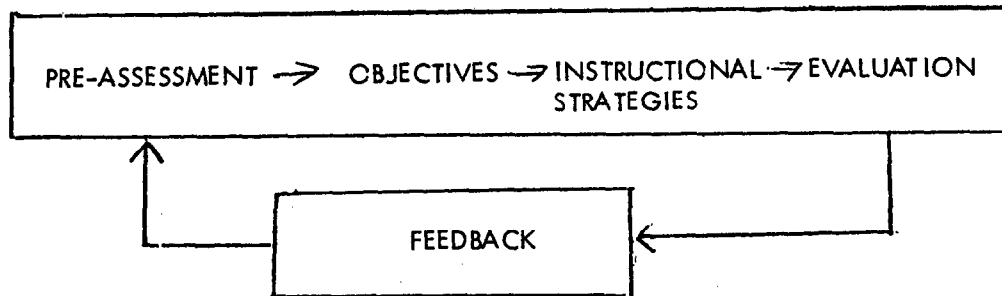 PRE-ASSESSMENT → OBJECTIVES → INSTRUCTIONAL → EVALUATION
STRATEGIES
FEEDBACK